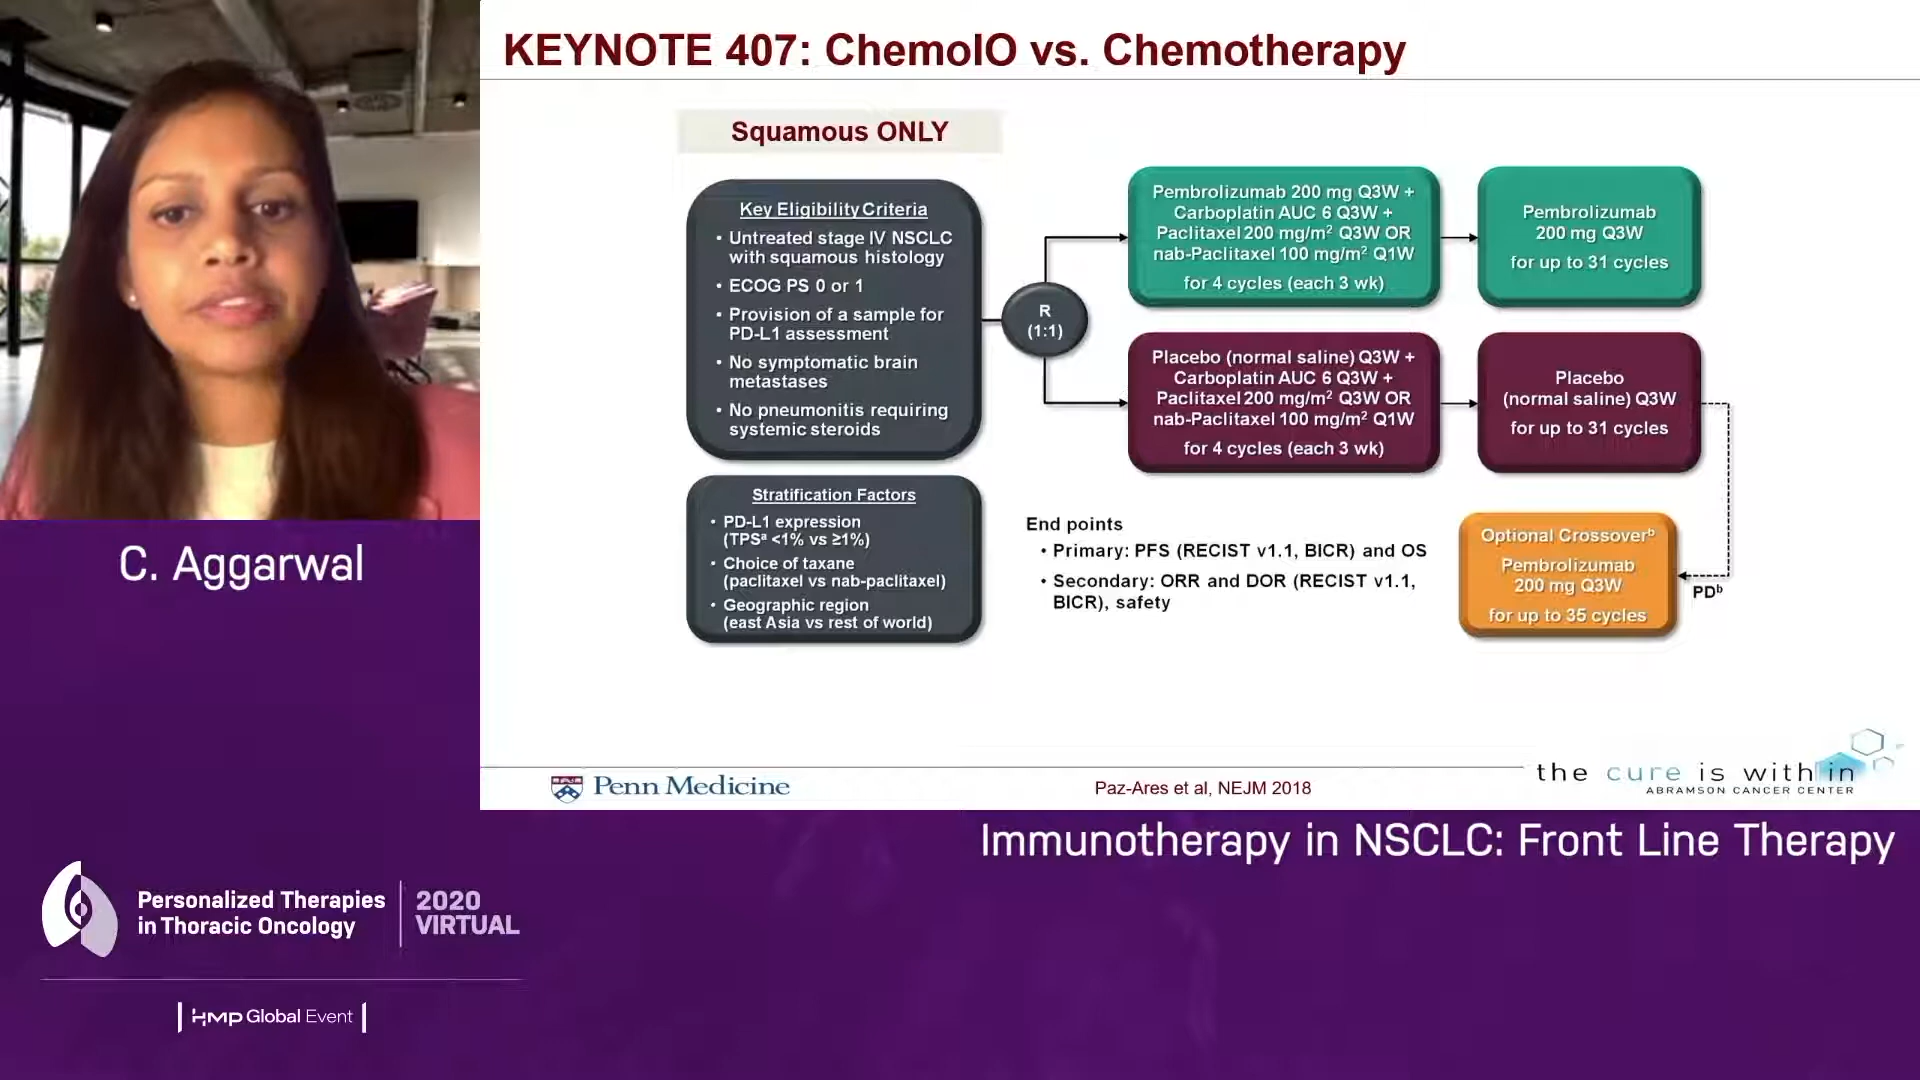 KEYNOTE 407: ChemoIO vs. Chemotherapy
Squamous ONLY
Key Eligibility Criteria
• Untreated stage IV NSCLC
with squamous histology
• ECOG PS 0 or 1
• Provision of a sample for
PD-L1 assessment
• No symptomatic brain
metastases
• No pneumonitis requiring
systemic steroids
Stratification Factors
• PD-L1 expression
(TPSª <1% vs ≥1%)
• Choice of taxane
(paclitaxel vs nab-paclitaxel)
• Geographic region
(east Asia vs rest of world)
R
(1:1)
Pembrolizumab 200 mg Q3W +
Carboplatin AUC 6 Q3W +
Paclitaxel 200 mg/m² Q3W OR
nab-Paclitaxel 100 mg/m² Q1W
for 4 cycles (each 3 wk)
Pembrolizumab
200 mg Q3W
for up to 31 cycles
Placebo (normal saline) Q3W +
Carboplatin AUC 6 Q3W +
Paclitaxel 200 mg/m² Q3W OR
nab-Paclitaxel 100 mg/m² Q1W
for 4 cycles (each 3 wk)
Placebo
(normal saline) Q3W
for up to 31 cycles
End points
• Primary: PFS (RECIST v1.1, BICR) and OS
• Secondary: ORR and DOR (RECIST v1.1,
BICR), safety
Optional Crossoverᵇ
Pembrolizumab
200 mg Q3W
for up to 35 cycles
PDᵇ
Penn Medicine
Paz-Ares et al, NEJM 2018
the cure is within
ABRAMSON CANCER CENTER
C. Aggarwal
Immunotherapy in NSCLC: Front Line Therapy
Personalized Therapies
in Thoracic Oncology
2020
VIRTUAL
HMP Global Event